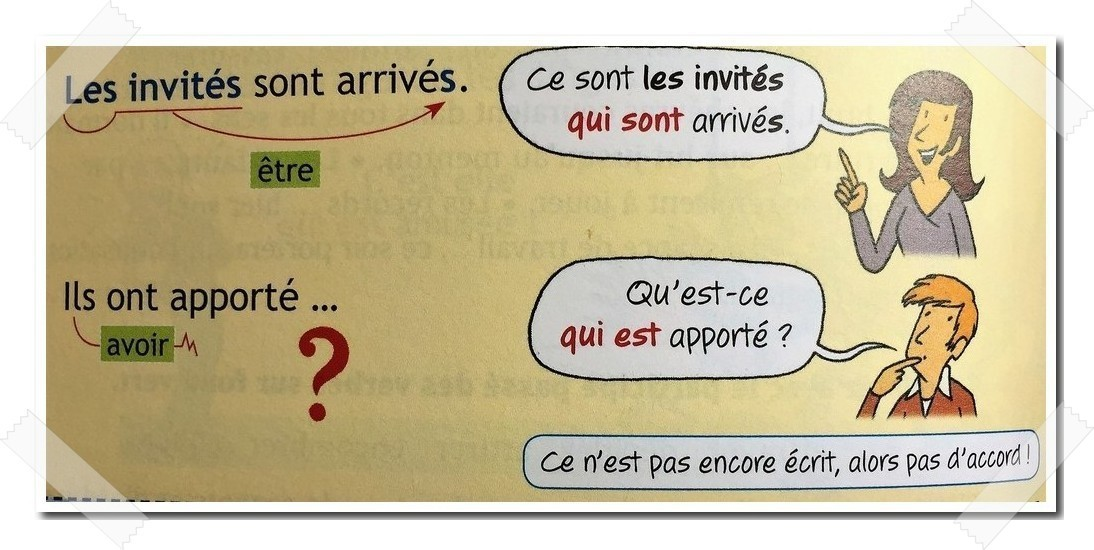 Les invités sont arrivés.
être
Ce sont les invités
qui sont arrivés.
Ils ont apporté ...
avoir
?
Qu'est-ce
qui est apporté ?
Ce n'est pas encore écrit, alors pas d'accord !